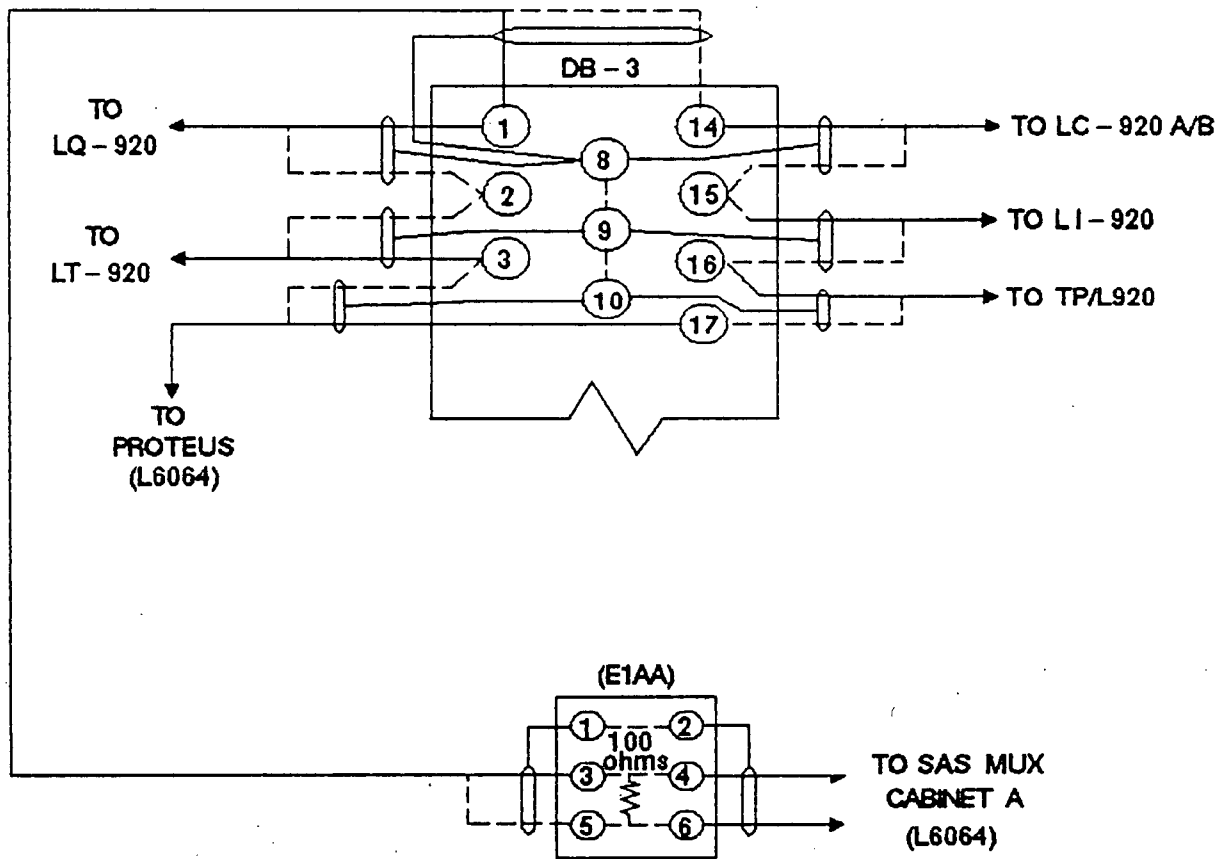 DB-3
TO
LQ-920
1
14
TO LC-920 A/B
8
2
15
TO LI-920
9
TO
LT-920
3
16
10
TO TP/L920
17
TO
PROTEUS
(L6064)
(E1AA)
1
2
100
ohms
3
4
TO SAS MUX
CABINET A
(L6064)
5
6